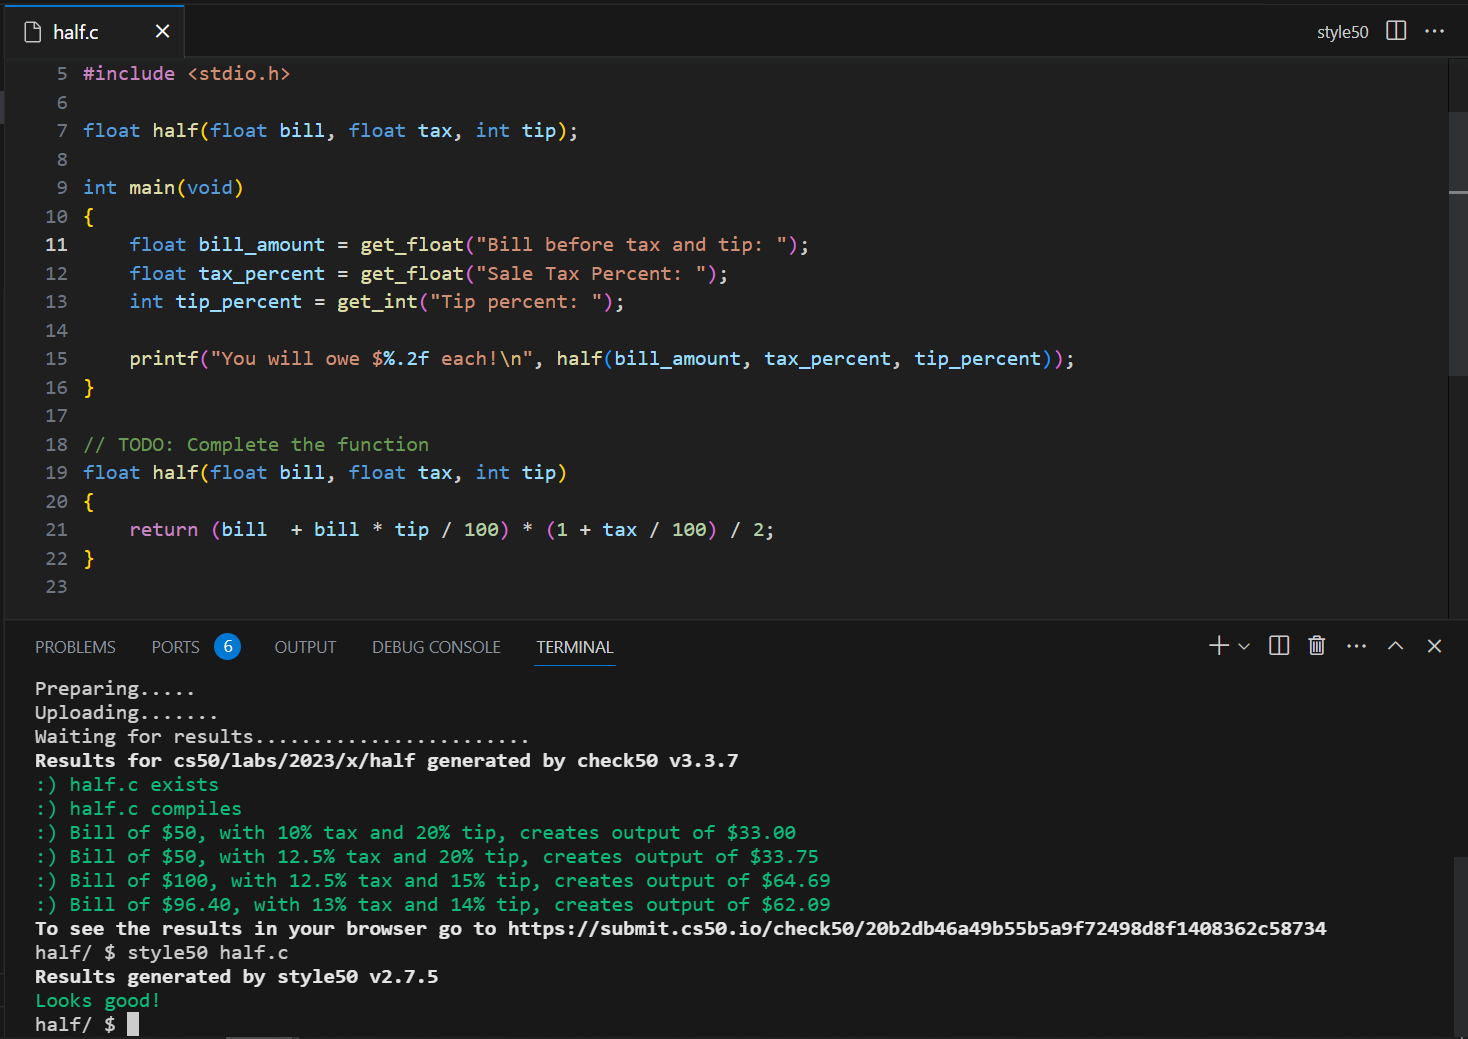 half.c
style50
5 #include <stdio.h>
6
7 float half(float bill, float tax, int tip);
8
9 int main(void)
10 {
11     float bill_amount = get_float("Bill before tax and tip: ");
12     float tax_percent = get_float("Sale Tax Percent: ");
13     int tip_percent = get_int("Tip percent: ");
14
15     printf("You will owe $%.2f each!\n", half(bill_amount, tax_percent, tip_percent));
16 }
17
18 // TODO: Complete the function
19 float half(float bill, float tax, int tip)
20 {
21     return (bill  + bill * tip / 100) * (1 + tax / 100) / 2;
22 }
23
PROBLEMS PORTS 6 OUTPUT DEBUG CONSOLE TERMINAL
Preparing.....
Uploading.......
Waiting for results........................
Results for cs50/labs/2023/x/half generated by check50 v3.3.7
:) half.c exists
:) half.c compiles
:) Bill of $50, with 10% tax and 20% tip, creates output of $33.00
:) Bill of $50, with 12.5% tax and 20% tip, creates output of $33.75
:) Bill of $100, with 12.5% tax and 15% tip, creates output of $64.69
:) Bill of $96.40, with 13% tax and 14% tip, creates output of $62.09
To see the results in your browser go to https://submit.cs50.io/check50/20b2db46a49b55b5a9f72498d8f1408362c58734
half/ $ style50 half.c
Results generated by style50 v2.7.5
Looks good!
half/ $